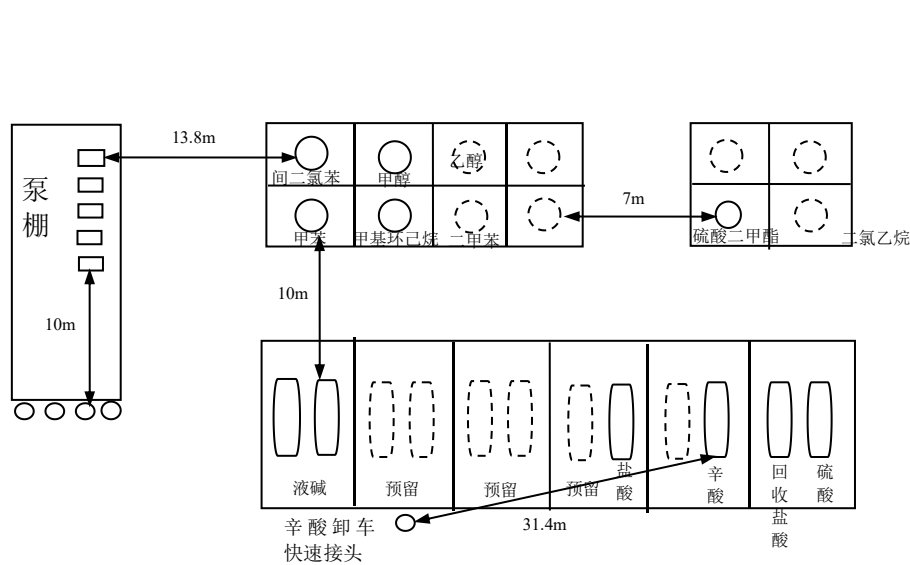 13.8m
泵棚
间二氯苯
甲醇
乙醇
7m
甲苯
甲基环己烷
二甲苯
硫酸二甲酯
二氯乙烷
10m
10m
液碱
预留
预留
预留
盐酸
辛酸
回收盐酸
硫酸
辛酸卸车
快速接头
31.4m